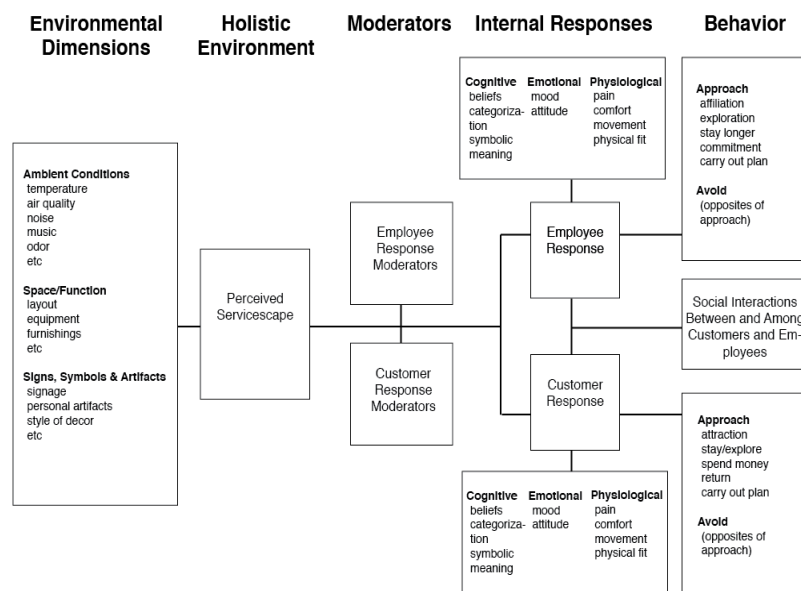 Environmental
Dimensions
Holistic
Environment
Moderators
Internal Responses
Behavior
Ambient Conditions
temperature
air quality
noise
music
odor
etc
Space/Function
layout
equipment
furnishings
etc
Signs, Symbols & Artifacts
signage
personal artifacts
style of decor
etc
Perceived
Servicescape
Employee
Response
Moderators
Customer
Response
Moderators
Cognitive
beliefs
categoriza-
tion
symbolic
meaning
Emotional
mood
attitude
Physiological
pain
comfort
movement
physical fit
Employee
Response
Customer
Response
Cognitive
beliefs
categoriza-
tion
symbolic
meaning
Emotional
mood
attitude
Physiological
pain
comfort
movement
physical fit
Approach
affiliation
exploration
stay longer
commitment
carry out plan
Avoid
(opposites of
approach)
Social Interactions
Between and Among
Customers and Em-
ployees
Approach
attraction
stay/explore
spend money
return
carry out plan
Avoid
(opposites of
approach)